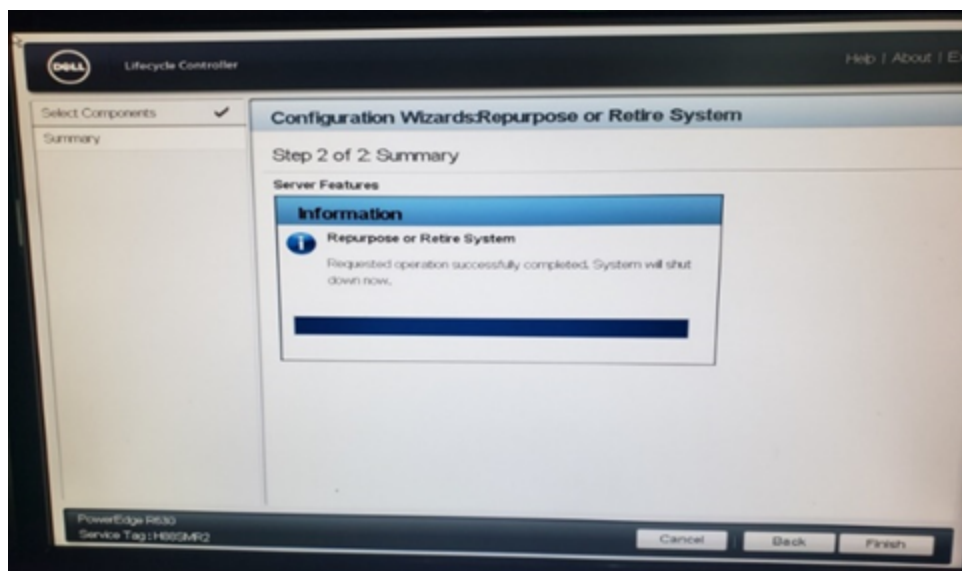 DELL
Lifecycle Controller
Help | About |
Select Components
Summary
Configuration Wizards:Repurpose or Retire System
Step 2 of 2: Summary
Server Features
Information
Repurpose or Retire System
Requested operation successfully completed. System will shut
down now.
PowerEdge R630
Service Tag :
Cancel
Back
Finish